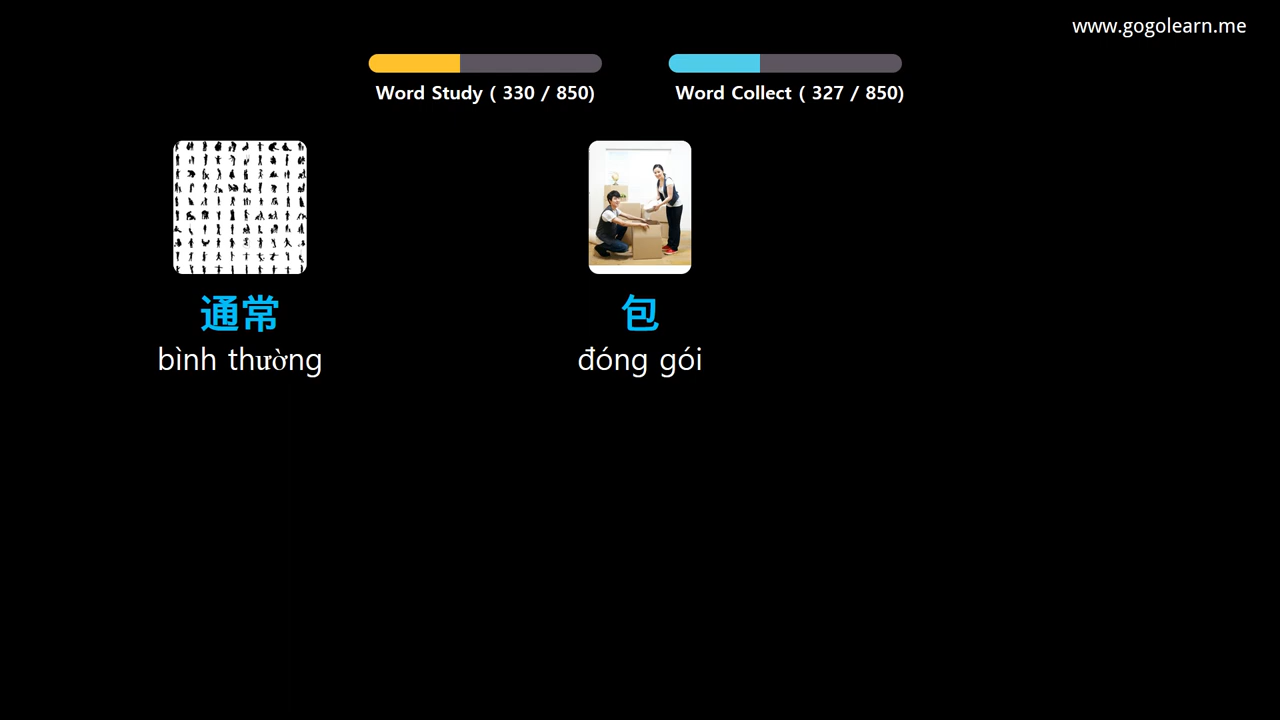 www.gogolearn.me
Word Study ( 330 / 850)
Word Collect ( 327 / 850)
通常
包
bình thường
đóng gói